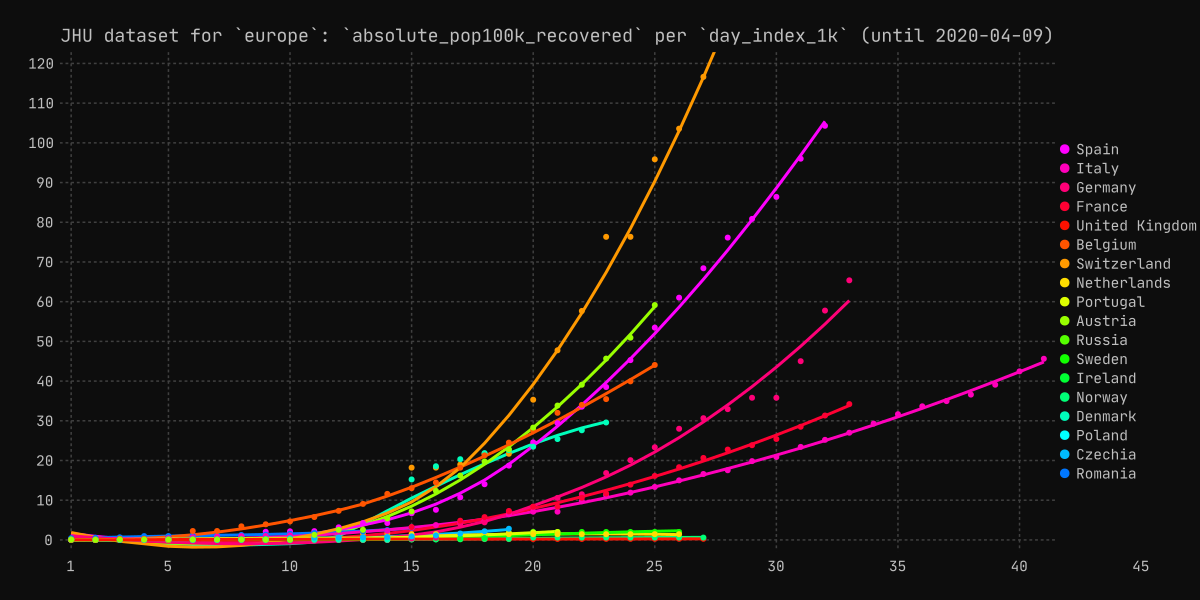 JHU dataset for `europe`: `absolute_pop100k_recovered` per `day_index_1k` (until 2020-04-09)
120
110
100
90
80
70
60
50
40
30
20
10
0
1 5 10 15 20 25 30 35 40 45
Spain
Italy
Germany
France
United Kingdom
Belgium
Switzerland
Netherlands
Portugal
Austria
Russia
Sweden
Ireland
Norway
Denmark
Poland
Czechia
Romania